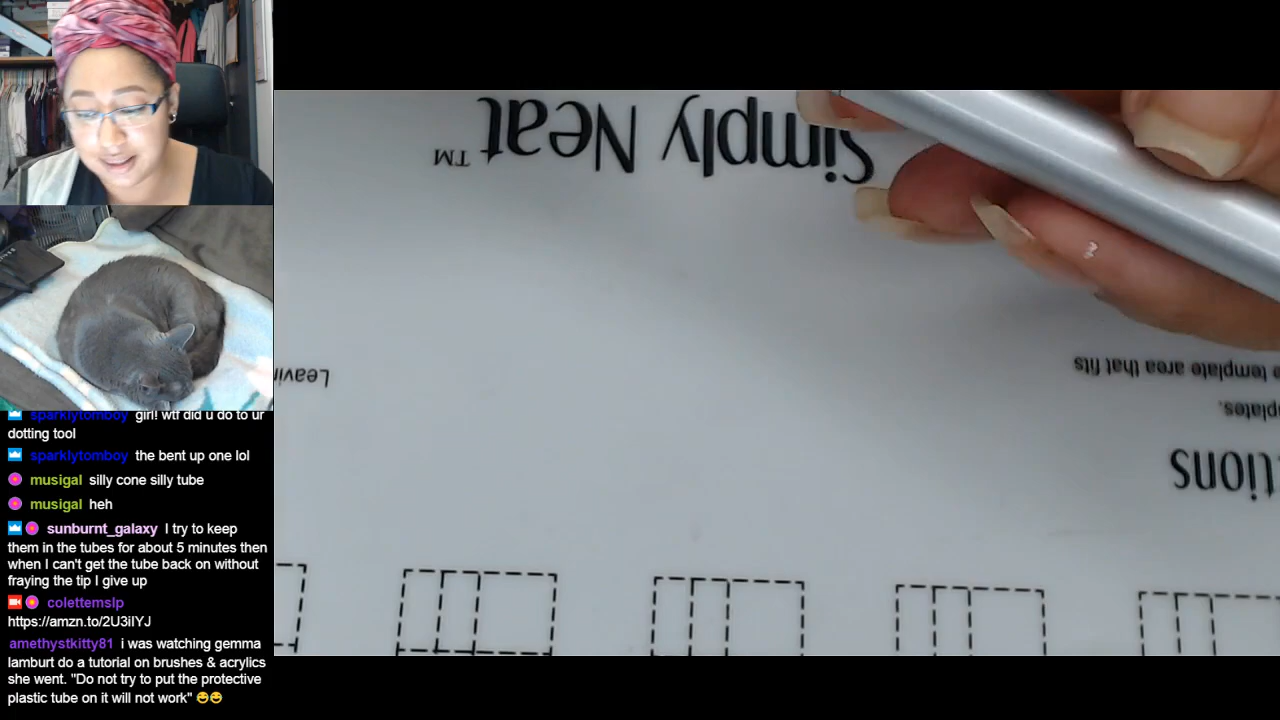 Simply Neat™
Leavin
e template area that fits
plates.
tions
sparklytomboy girl! wtf did u do to ur
dotting tool
sparklytomboy the bent up one lol
musigal silly cone silly tube
musigal heh
sunburnt_galaxy I try to keep
them in the tubes for about 5 minutes then
when I can't get the tube back on without
fraying the tip I give up
colettemslp
https://amzn.to/2U3iIYJ
amethystkitty81 i was watching gemma
lamburt do a tutorial on brushes & acrylics
she went. "Do not try to put the protective
plastic tube on it will not work" 😂😂